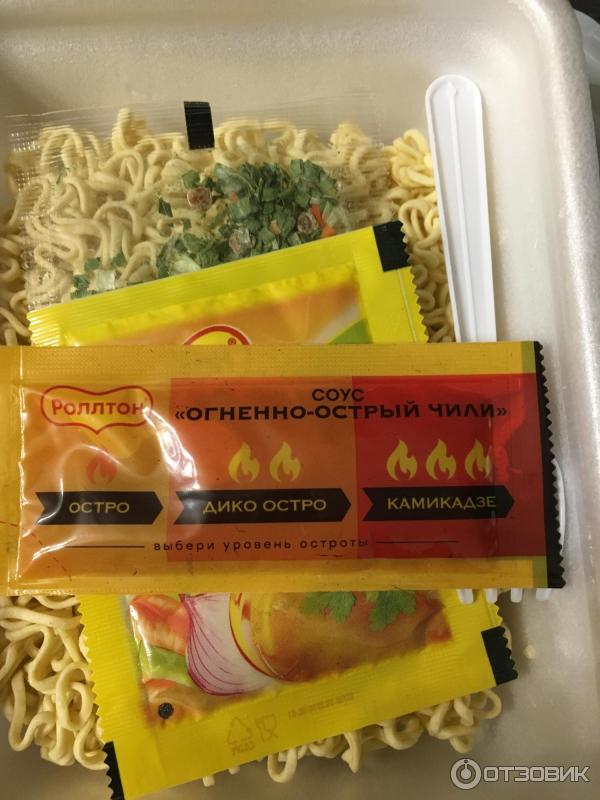 Роллтон
СОУС
«ОГНЕННО-ОСТРЫЙ ЧИЛИ»
ОСТРО
ДИКО ОСТРО
КАМИКАДЗЕ
выбери уровень остроты
ОТЗОВИК